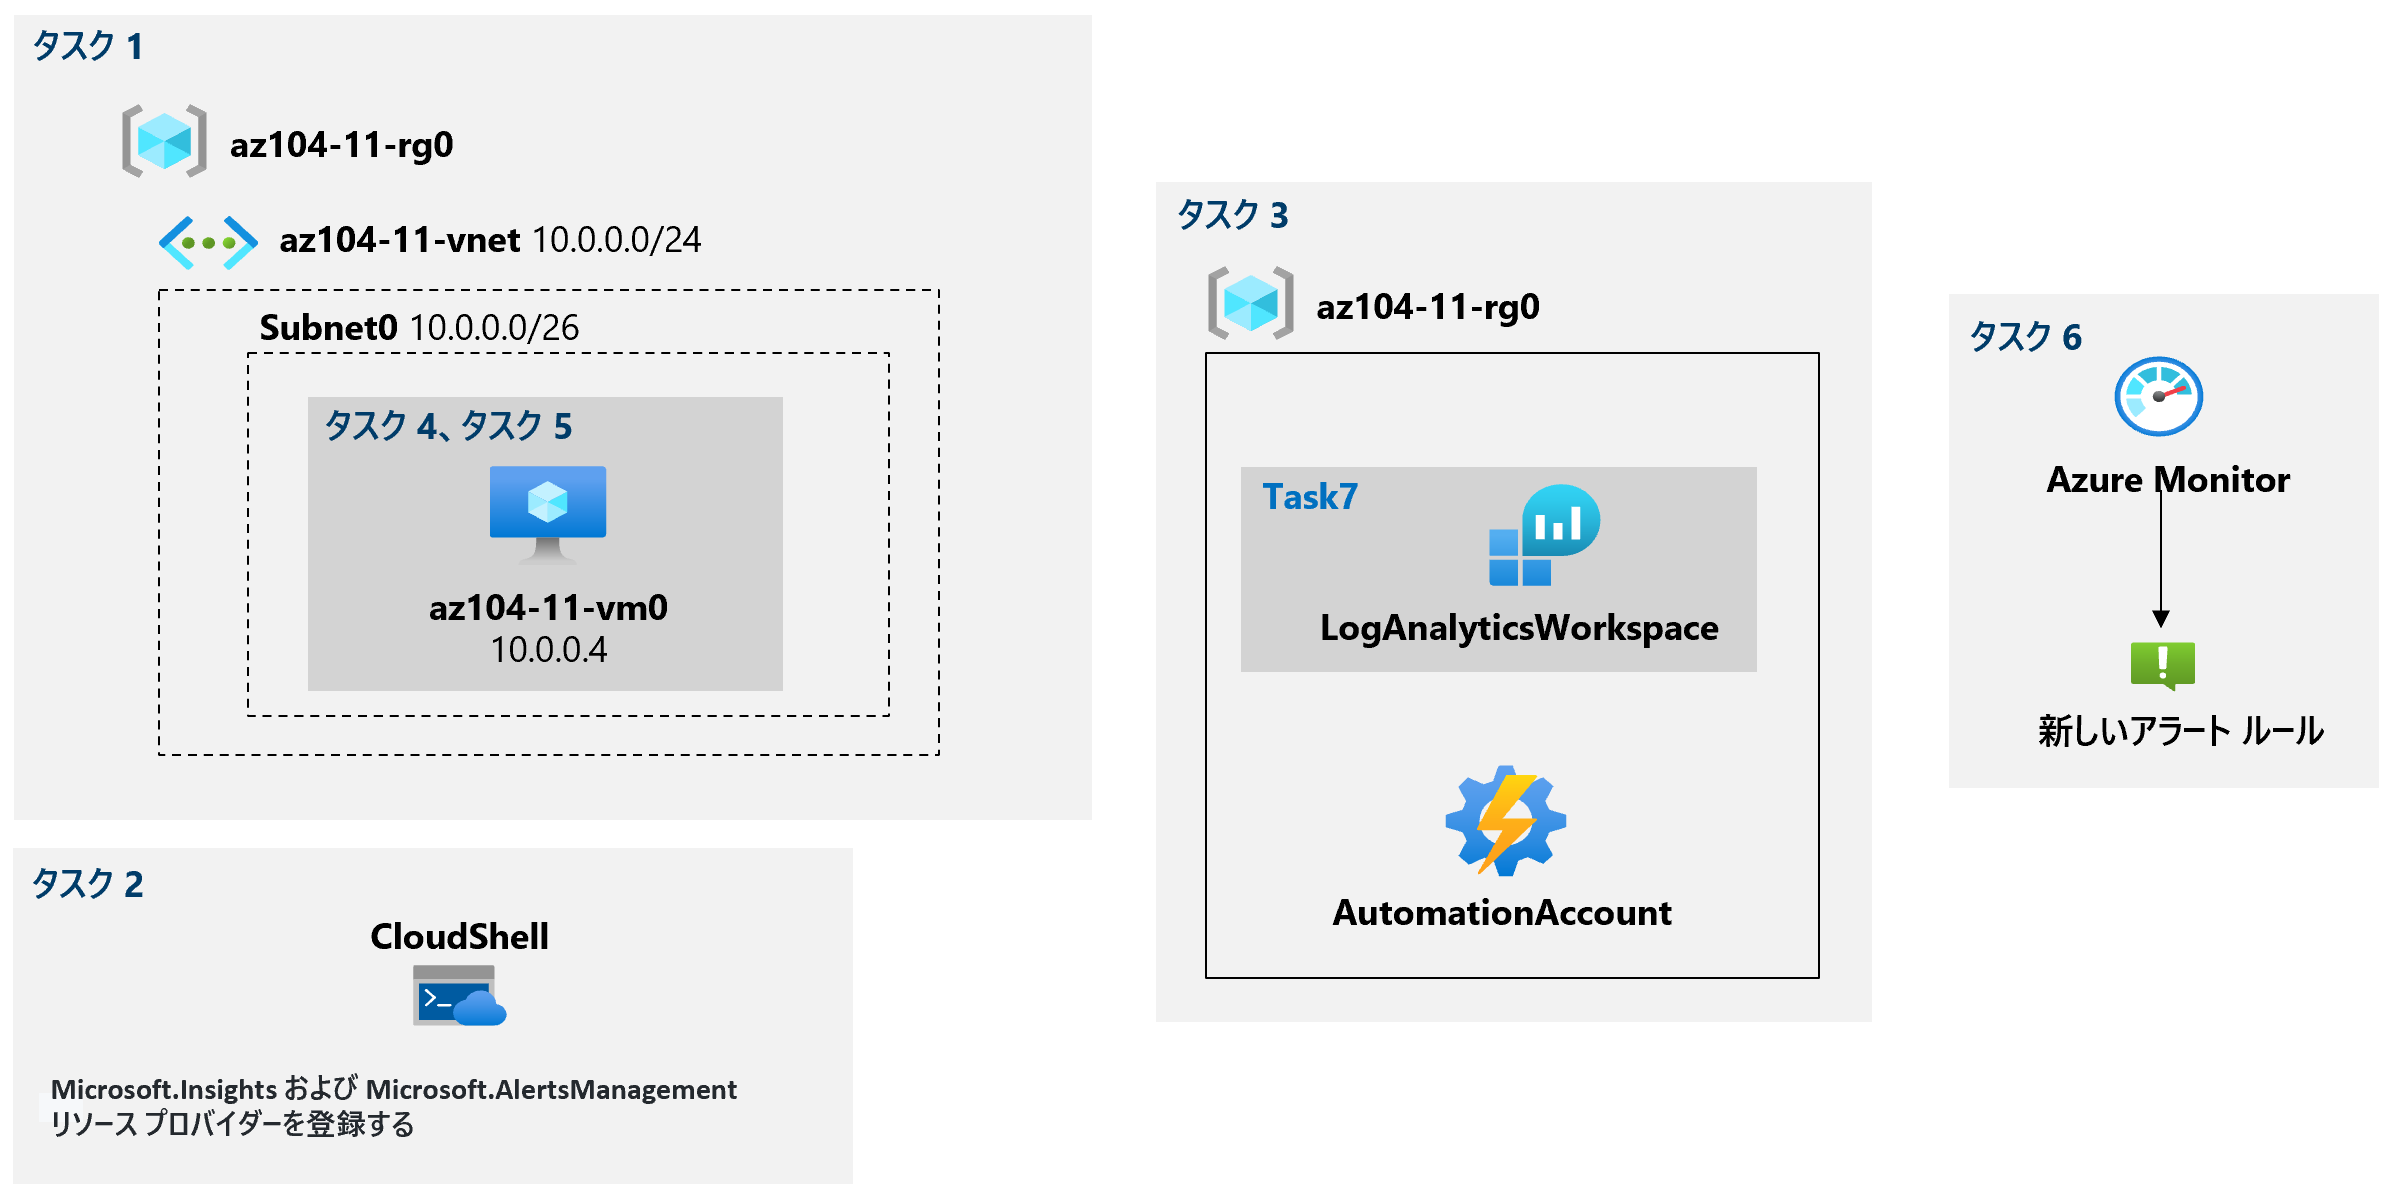 タスク 1
az104-11-rg0
az104-11-vnet 10.0.0.0/24
Subnet0 10.0.0.0/26
タスク 4、タスク 5
az104-11-vm0
10.0.0.4
タスク 2
CloudShell
Microsoft.Insights および Microsoft.AlertsManagement
リソース プロバイダーを登録する
タスク 3
az104-11-rg0
Task7
LogAnalyticsWorkspace
AutomationAccount
タスク 6
Azure Monitor
新しいアラート ルール